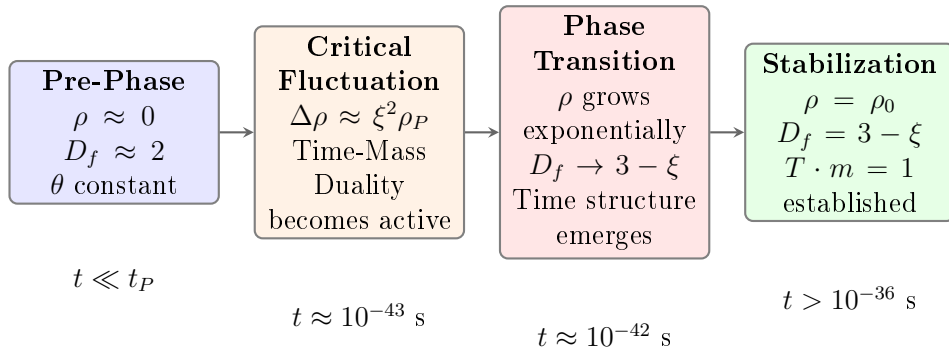 Pre-Phase
ρ ≈ 0
D_f ≈ 2
θ constant
Critical
Fluctuation
Δρ ≈ ξ²ρ_P
Time-Mass
Duality
becomes active
Phase
Transition
ρ grows
exponentially
D_f → 3 − ξ
Time structure
emerges
Stabilization
ρ = ρ₀
D_f = 3 − ξ
T · m = 1
established
t ≪ t_P
t ≈ 10⁻⁴³ s
t ≈ 10⁻⁴² s
t > 10⁻³⁶ s